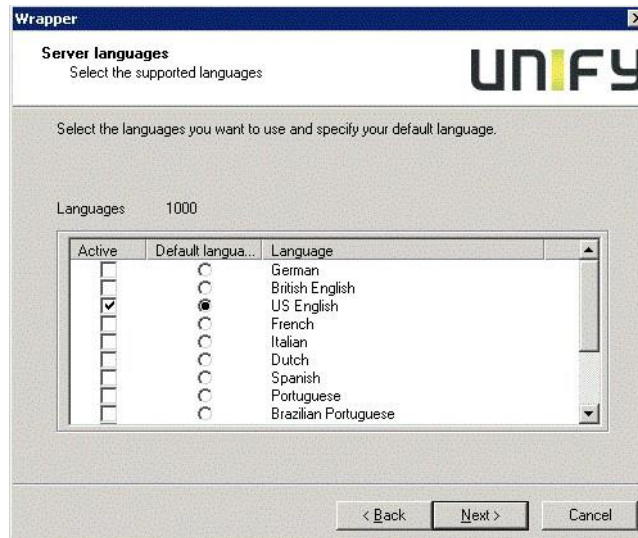 Wrapper
Server languages
Select the supported languages
UNIFY
Select the languages you want to use and specify your default language.
Languages 1000
Active Default langua... Language
German
British English
US English
French
Italian
Dutch
Spanish
Portuguese
Brazilian Portuguese
< Back Next > Cancel